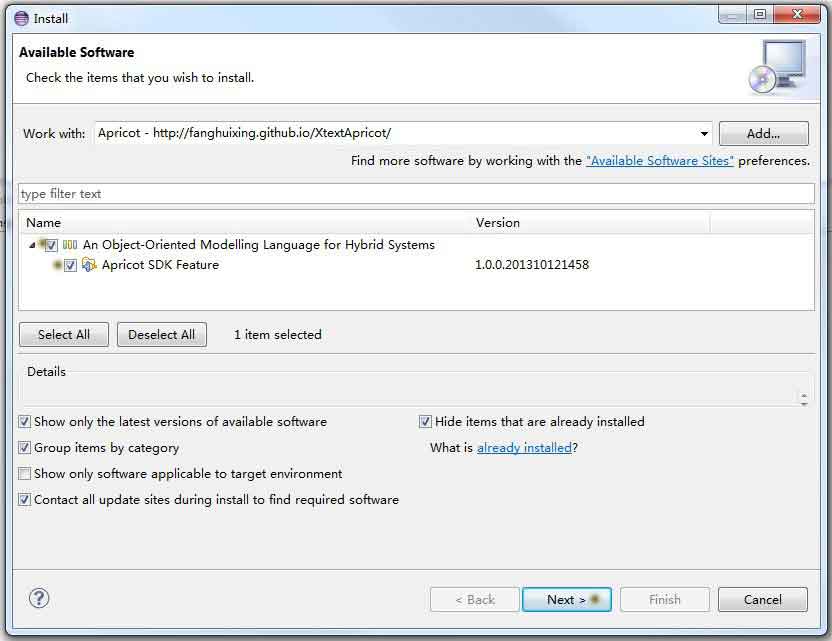 Install
Available Software
Check the items that you wish to install.
Work with: Apricot - http://fanghuixing.github.io/XtextApricot/ Add...
Find more software by working with the "Available Software Sites" preferences.
type filter text
Name Version
An Object-Oriented Modelling Language for Hybrid Systems
Apricot SDK Feature 1.0.0.201310121458
Select All Deselect All 1 item selected
Details
Show only the latest versions of available software Hide items that are already installed
Group items by category What is already installed?
Show only software applicable to target environment
Contact all update sites during install to find required software
? < Back Next > Finish Cancel